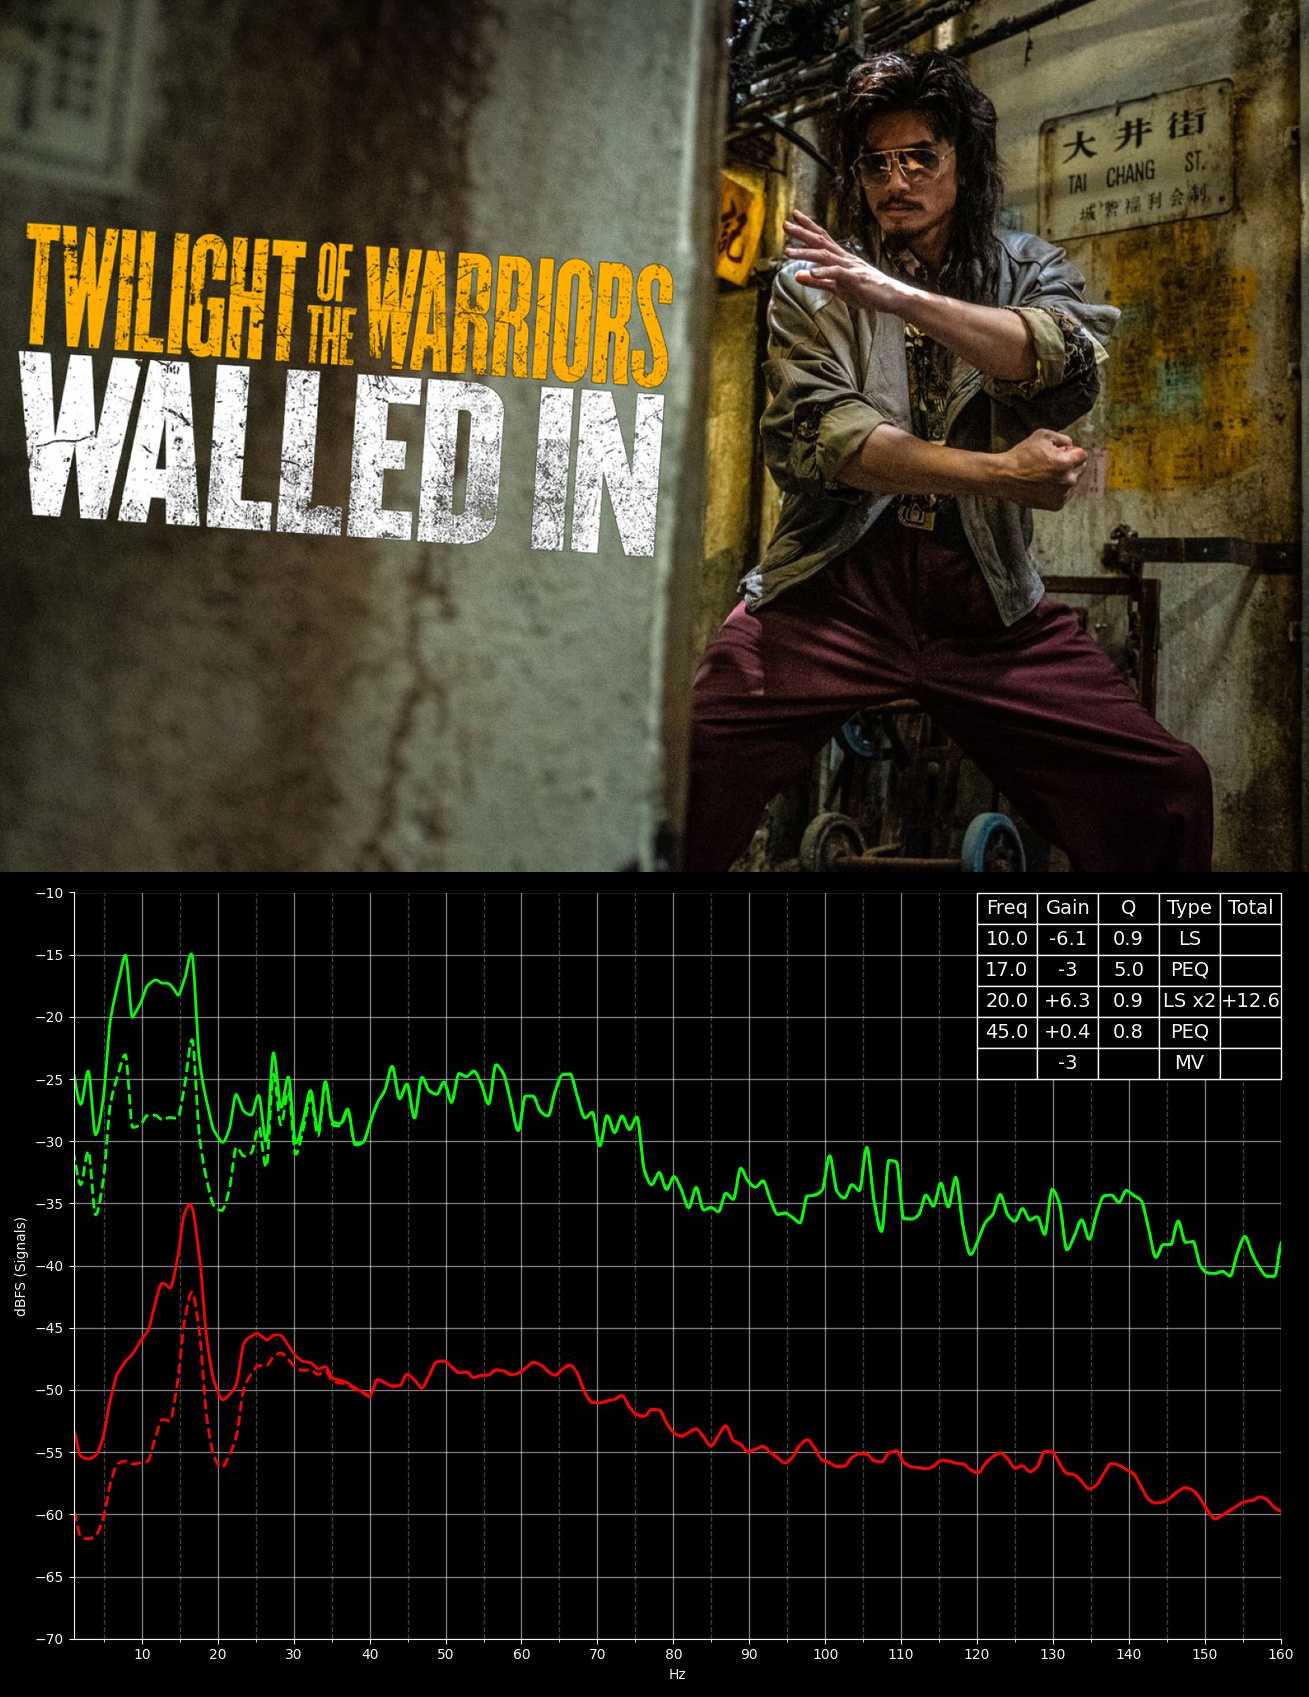 TWILIGHT OF THE WARRIORS
WALLED IN
大井街
TAI CHANG ST.
福利会制
Freq Gain Q Type Total
10.0 -6.1 0.9 LS
17.0 -3 5.0 PEQ
20.0 +6.3 0.9 LS x2 +12.6
45.0 +0.4 0.8 PEQ
-3 MV
dBFS (Signals)
−10
−15
−20
−25
−30
−35
−40
−45
−50
−55
−60
−65
−70
10 20 30 40 50 60 70 80 90 100 110 120 130 140 150 160
Hz